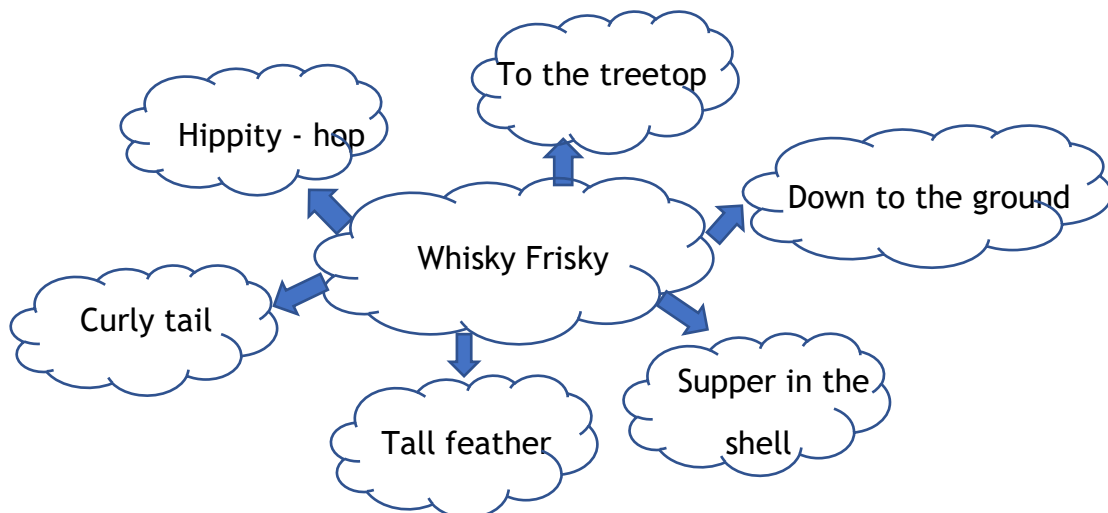 To the treetop
Hippity - hop
Down to the ground
Whisky Frisky
Curly tail
Supper in the
shell
Tall feather